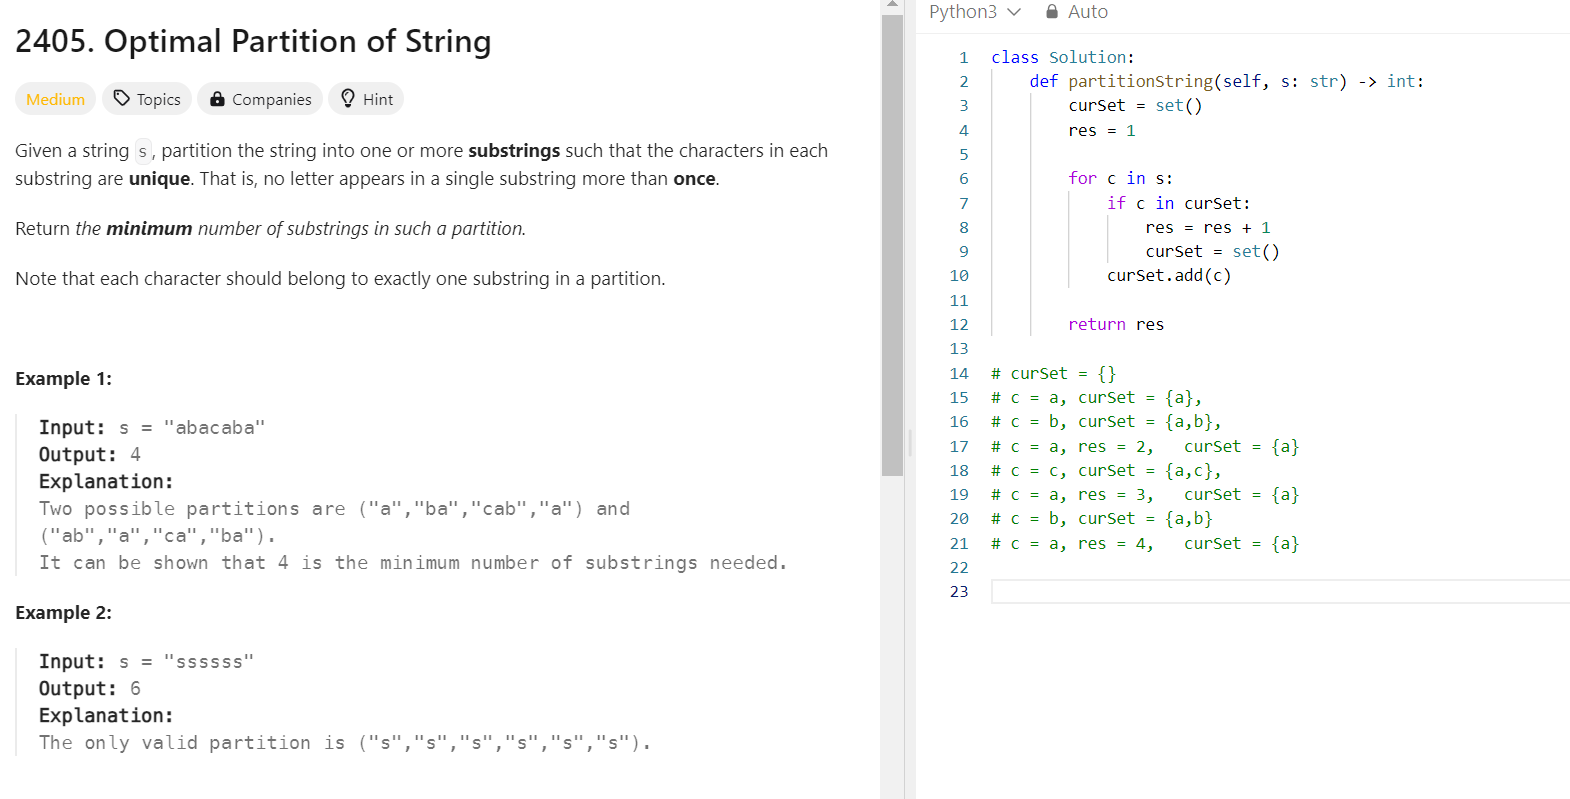 2405. Optimal Partition of String
Medium Topics Companies Hint
Given a string s, partition the string into one or more substrings such that the characters in each
substring are unique. That is, no letter appears in a single substring more than once.
Return the minimum number of substrings in such a partition.
Note that each character should belong to exactly one substring in a partition.
Example 1:
Input: s = "abacaba"
Output: 4
Explanation:
Two possible partitions are ("a","ba","cab","a") and
("ab","a","ca","ba").
It can be shown that 4 is the minimum number of substrings needed.
Example 2:
Input: s = "ssssss"
Output: 6
Explanation:
The only valid partition is ("s","s","s","s","s","s").
Python3 Auto
1 class Solution:
2 def partitionString(self, s: str) -> int:
3 curSet = set()
4 res = 1
5
6 for c in s:
7 if c in curSet:
8 res = res + 1
9 curSet = set()
10 curSet.add(c)
11
12 return res
13
14 # curSet = {}
15 # c = a, curSet = {a},
16 # c = b, curSet = {a,b},
17 # c = a, res = 2, curSet = {a}
18 # c = c, curSet = {a,c},
19 # c = a, res = 3, curSet = {a}
20 # c = b, curSet = {a,b}
21 # c = a, res = 4, curSet = {a}
22
23